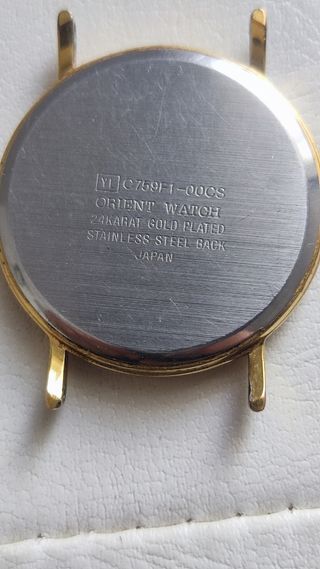 YL C759F1-00CS
ORIENT WATCH
24KARAT GOLD PLATED
STAINLESS STEEL BACK
JAPAN